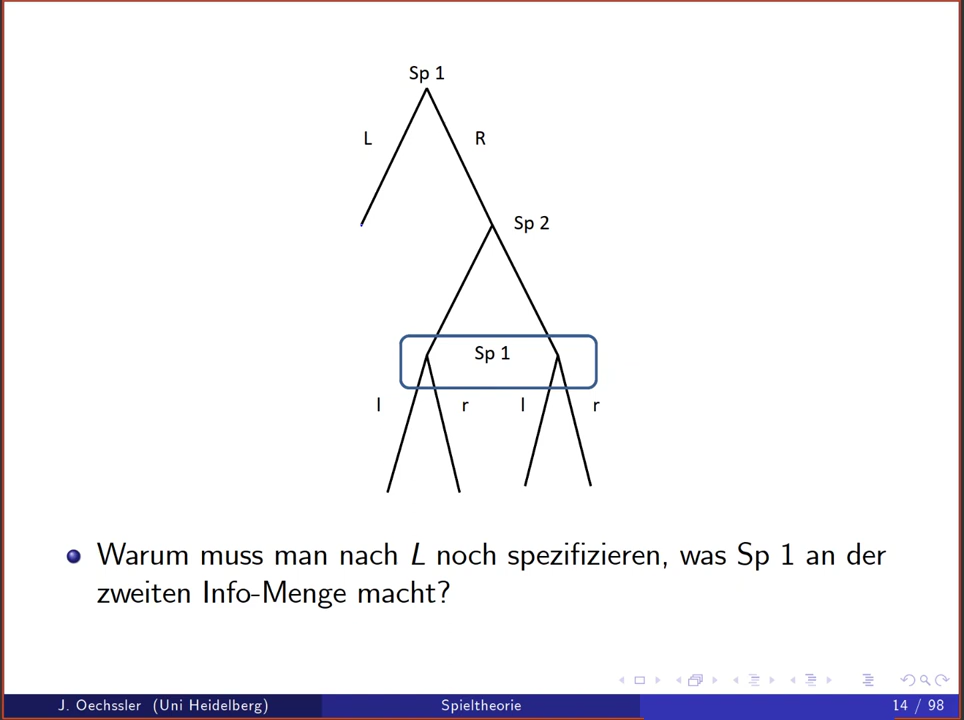 Sp 1
L
R
Sp 2
Sp 1
l r l r
Warum muss man nach L noch spezifizieren, was Sp 1 an der
zweiten Info-Menge macht?
J. Oechssler (Uni Heidelberg) Spieltheorie 14 / 98